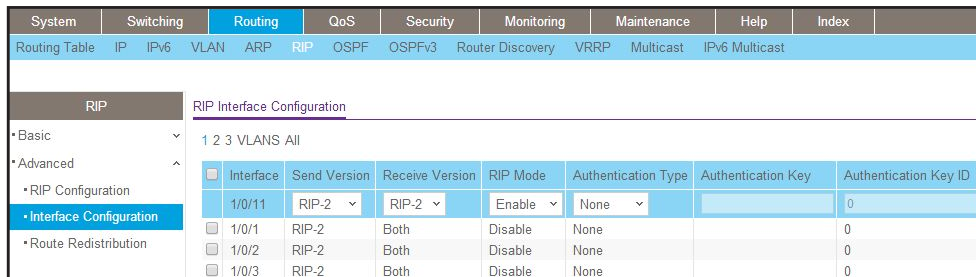 System Switching Routing QoS Security Monitoring Maintenance Help Index
Routing Table IP IPv6 VLAN ARP RIP OSPF OSPFv3 Router Discovery VRRP Multicast IPv6 Multicast
RIP
Basic
Advanced
RIP Configuration
Interface Configuration
Route Redistribution
RIP Interface Configuration
1 2 3 VLANS All
Interface Send Version Receive Version RIP Mode Authentication Type Authentication Key Authentication Key ID
1/0/11 RIP-2 RIP-2 Enable None 0
1/0/1 RIP-2 Both Disable None 0
1/0/2 RIP-2 Both Disable None 0
1/0/3 RIP-2 Both Disable None 0